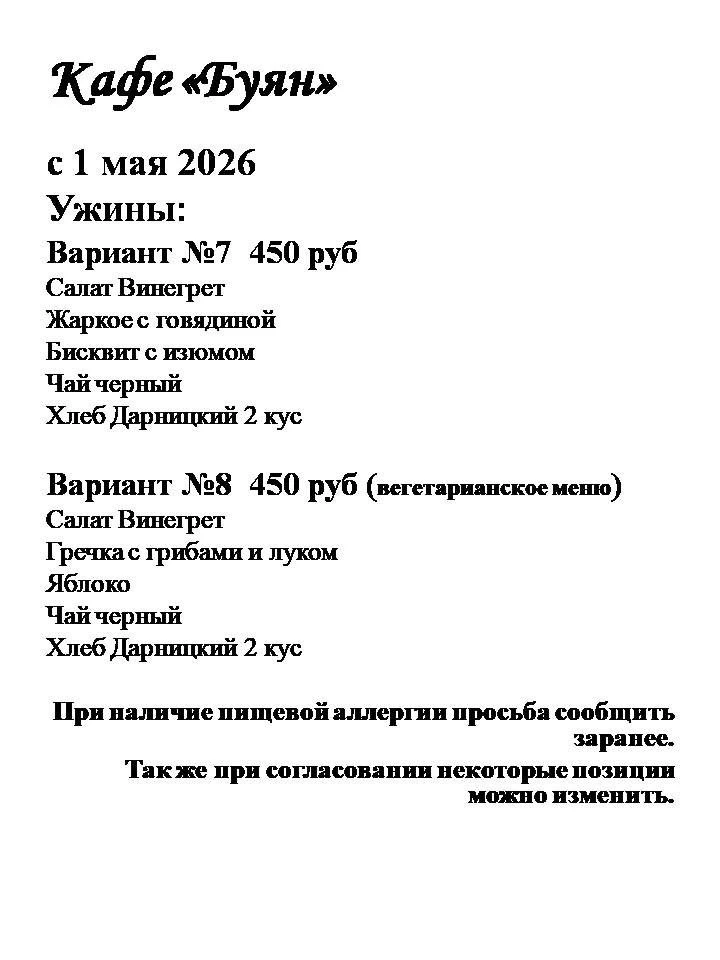 Кафе «Буян»
с 1 мая 2026
Ужины:
Вариант №7 450 руб
Салат Винегрет
Жаркое с говядиной
Бисквит с изюмом
Чай черный
Хлеб Дарницкий 2 кус
Вариант №8 450 руб (вегетарианское меню)
Салат Винегрет
Гречка с грибами и луком
Яблоко
Чай черный
Хлеб Дарницкий 2 кус
При наличие пищевой аллергии просьба сообщить
заранее.
Так же при согласовании некоторые позиции
можно изменить.